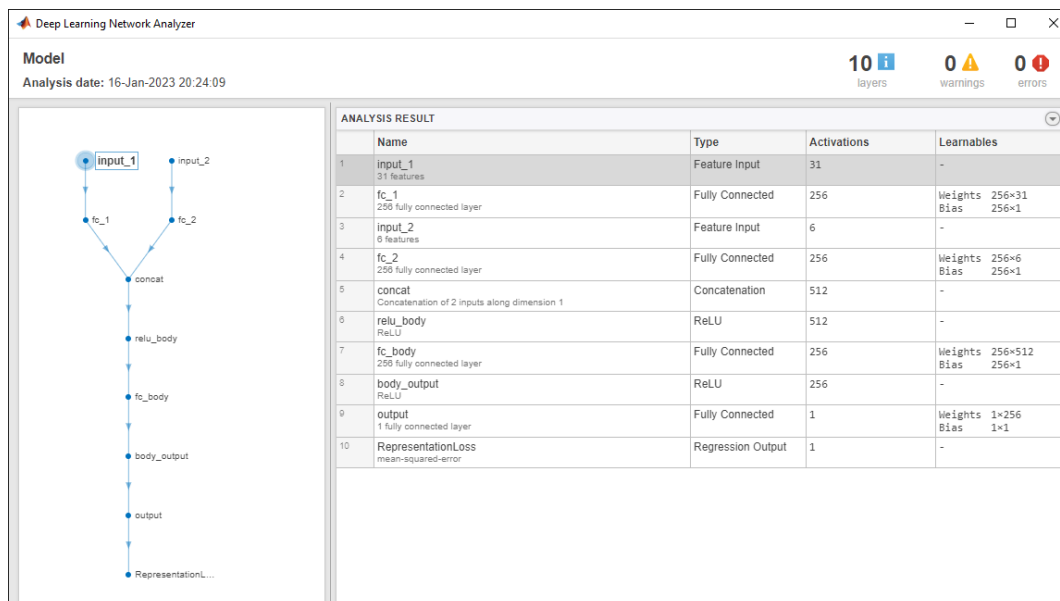 Deep Learning Network Analyzer
Model
Analysis date: 16-Jan-2023 20:24:09
10 i
layers
0
warnings
0
errors
input_1
input_2
fc_1
fc_2
concat
relu_body
fc_body
body_output
output
RepresentationL...
ANALYSIS RESULT
Name Type Activations Learnables
1 input_1 Feature Input 31 -
31 features
2 fc_1 Fully Connected 256 Weights 256×31
256 fully connected layer Bias 256×1
3 input_2 Feature Input 6 -
6 features
4 fc_2 Fully Connected 256 Weights 256×6
256 fully connected layer Bias 256×1
5 concat Concatenation 512 -
Concatenation of 2 inputs along dimension 1
6 relu_body ReLU 512 -
ReLU
7 fc_body Fully Connected 256 Weights 256×512
256 fully connected layer Bias 256×1
8 body_output ReLU 256 -
ReLU
9 output Fully Connected 1 Weights 1×256
1 fully connected layer Bias 1×1
10 RepresentationLoss Regression Output 1 -
mean-squared-error